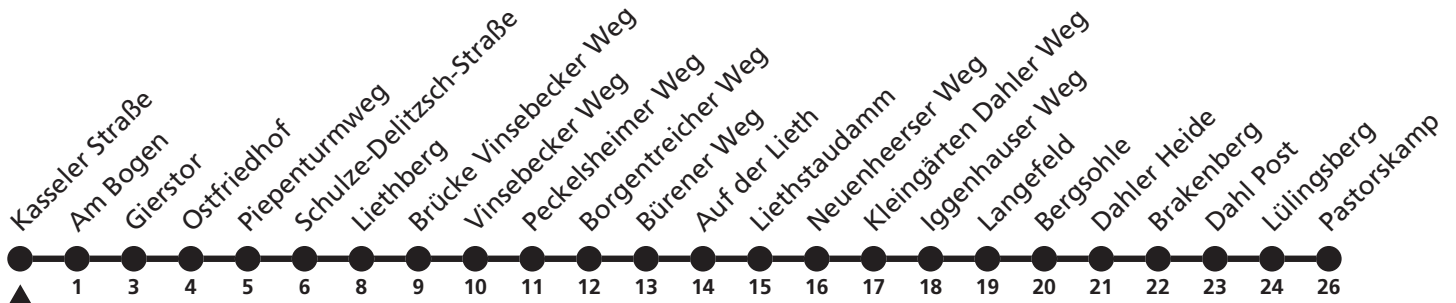 Kasseler Straße
Am Bogen
Gierstor
Ostfriedhof
Piepenturmweg
Schulze-Delitzsch-Straße
Liethberg
Brücke Vinsebecker Weg
Vinsebecker Weg
Peckelsheimer Weg
Borgentreicher Weg
Bürener Weg
Auf der Lieth
Liethstaudamm
Neuenheerser Weg
Kleingärten Dahler Weg
Iggenhauser Weg
Langefeld
Bergsohle
Dahler Heide
Brakenberg
Dahl Post
Lülingsberg
Pastorskamp
1 3 4 5 6 8 9 10 11 12 13 14 15 16 17 18 19 20 21 22 23 24 26